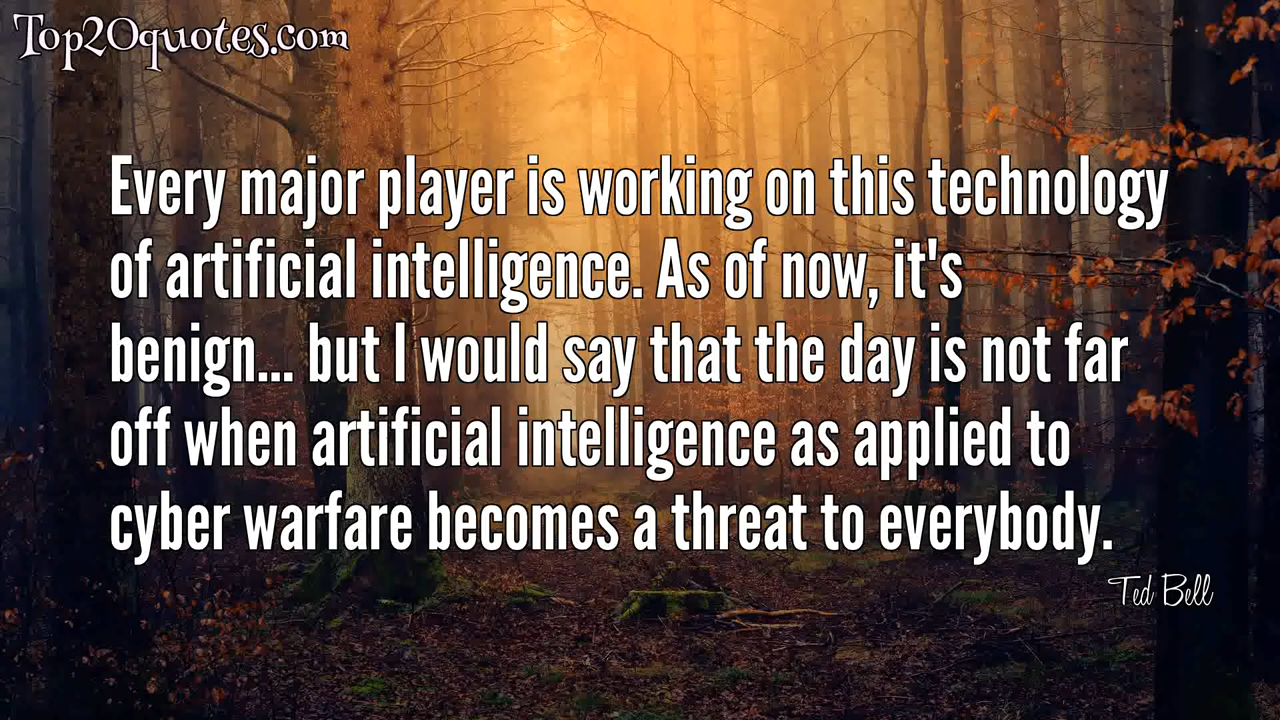 Top20quotes.com
Every major player is working on this technology
of artificial intelligence. As of now, it's
benign... but I would say that the day is not far
off when artificial intelligence as applied to
cyber warfare becomes a threat to everybody.
Ted Bell